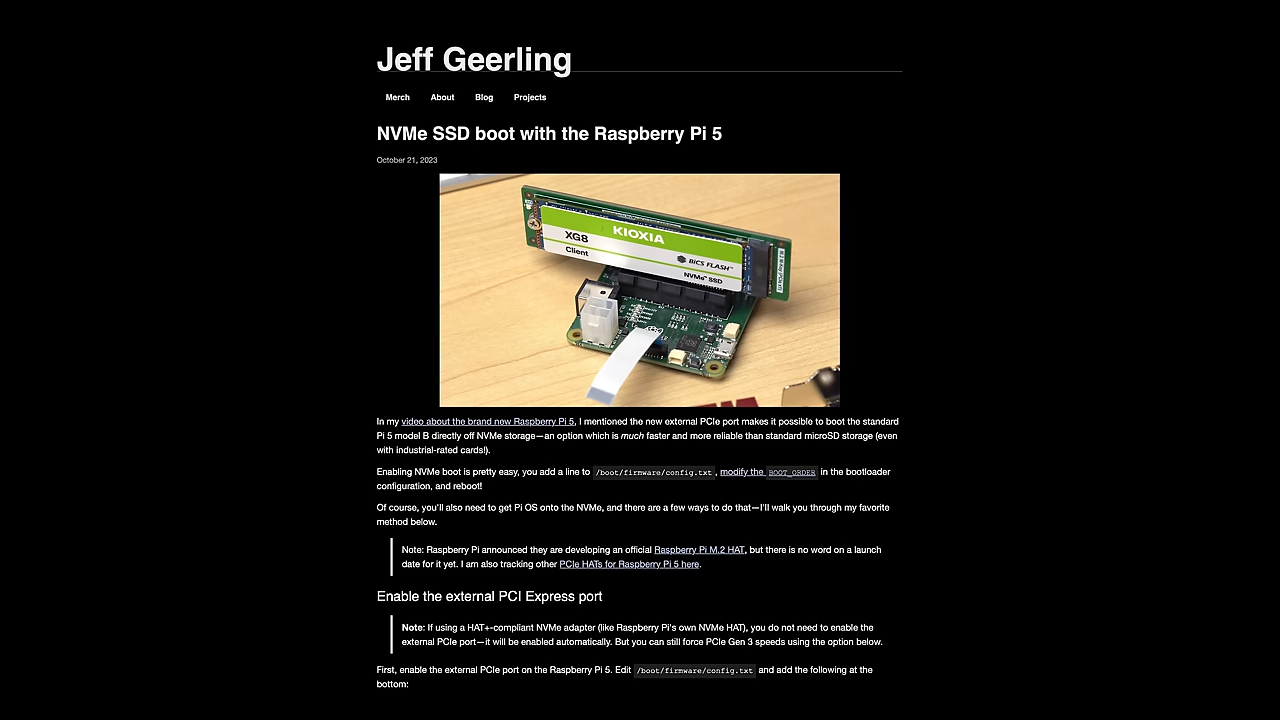 Jeff Geerling
Merch About Blog Projects
NVMe SSD boot with the Raspberry Pi 5
October 21, 2023
KIOXIA
XG8
Client
BiCS FLASH™
NVMe™ SSD
In my video about the brand new Raspberry Pi 5, I mentioned the new external PCIe port makes it possible to boot the standard
Pi 5 model B directly off NVMe storage—an option which is much faster and more reliable than standard microSD storage (even
with industrial-rated cards!).
Enabling NVMe boot is pretty easy, you add a line to /boot/firmware/config.txt, modify the BOOT_ORDER in the bootloader
configuration, and reboot!
Of course, you'll also need to get Pi OS onto the NVMe, and there are a few ways to do that—I'll walk you through my favorite
method below.
Note: Raspberry Pi announced they are developing an official Raspberry Pi M.2 HAT, but there is no word on a launch
date for it yet. I am also tracking other PCIe HATs for Raspberry Pi 5 here.
Enable the external PCI Express port
Note: If using a HAT+-compliant NVMe adapter (like Raspberry Pi's own NVMe HAT), you do not need to enable the
external PCIe port—it will be enabled automatically. But you can still force PCIe Gen 3 speeds using the option below.
First, enable the external PCIe port on the Raspberry Pi 5. Edit /boot/firmware/config.txt and add the following at the
bottom: